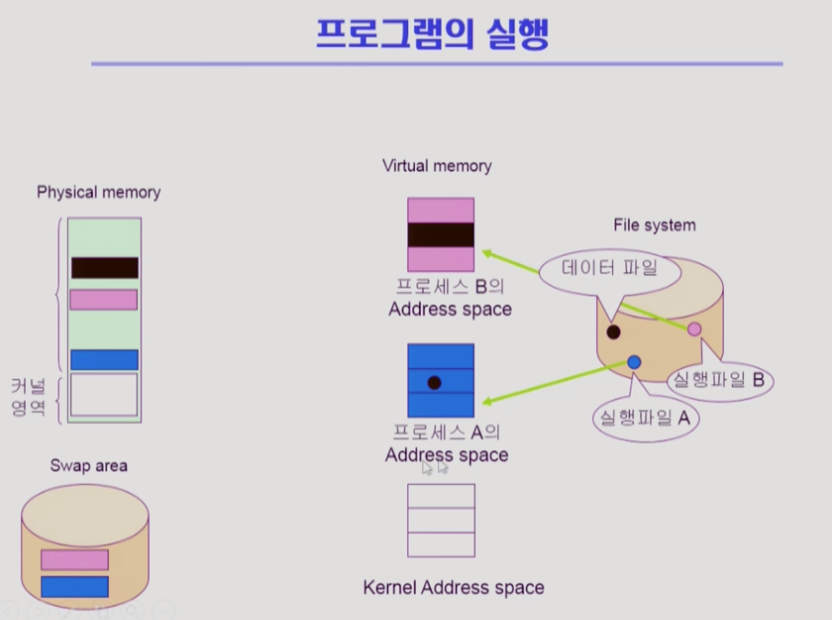 프로그램의 실행
Virtual memory
Physical memory
File system
데이터 파일
프로세스 B의
Address space
실행파일 B
커널
영역
실행파일 A
프로세스 A의
Address space
Swap area
Kernel Address space